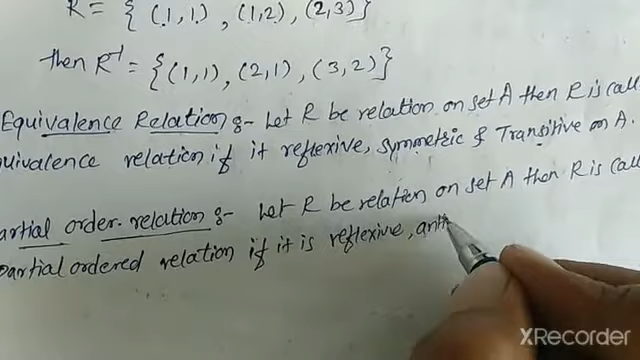 R = { (1,1) , (1,2), (2,3)}
then R⁻¹ = { (1,1), (2,1), (3,2)}
Equivalence Relation :- Let R be relation on set A then R is call
quivalence relation if it reflexive, symmetric & Transitive on A.
artial order relation :- Let R be relation on set A then R is call
partial ordered relation if it is reflexive, anti
XRecorder